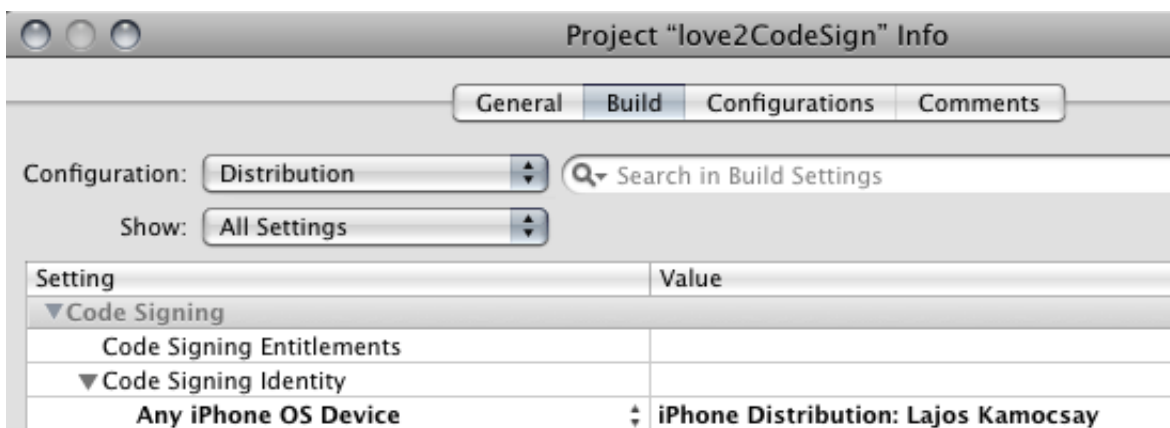 Project “love2CodeSign” Info
General Build Configurations Comments
Configuration: Distribution Search in Build Settings
Show: All Settings
Setting Value
Code Signing
Code Signing Entitlements
Code Signing Identity
Any iPhone OS Device iPhone Distribution: Lajos Kamocsay